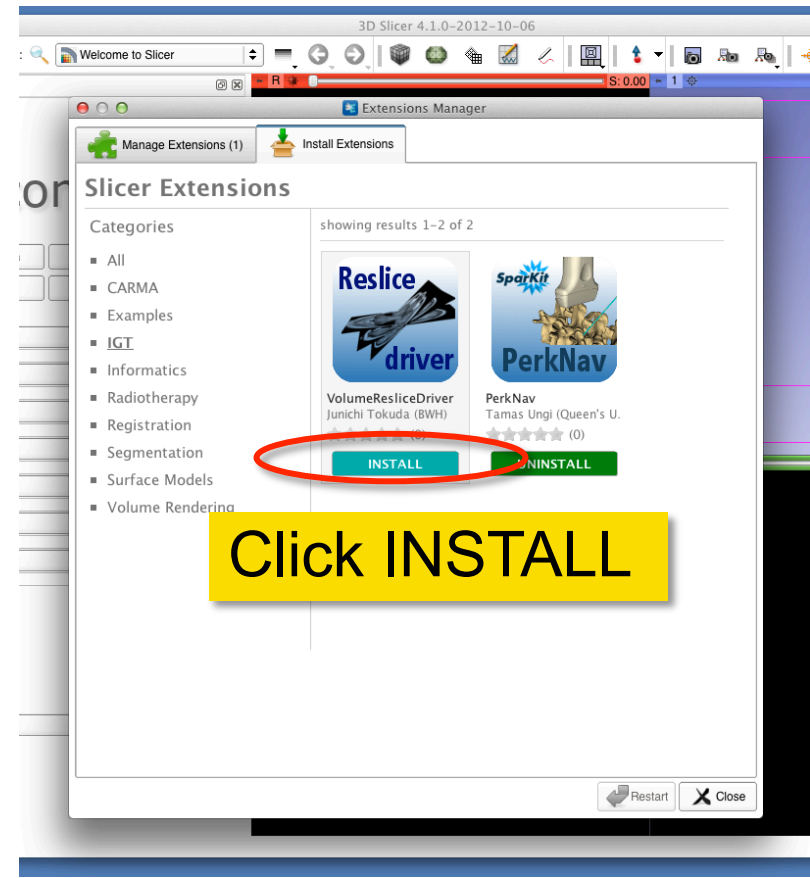 3D Slicer 4.1.0-2012-10-06
: Welcome to Slicer
R S: 0.00 1
Extensions Manager
Manage Extensions (1) Install Extensions
Slicer Extensions
Categories showing results 1-2 of 2
All
CARMA
Examples
IGT
Informatics
Radiotherapy
Registration
Segmentation
Surface Models
Volume Rendering
Reslice
driver
VolumeResliceDriver
Junichi Tokuda (BWH)
(0)
INSTALL
SparKit
PerkNav
PerkNav
Tamas Ungi (Queen's U.
(0)
UNINSTALL
Click INSTALL
Restart Close